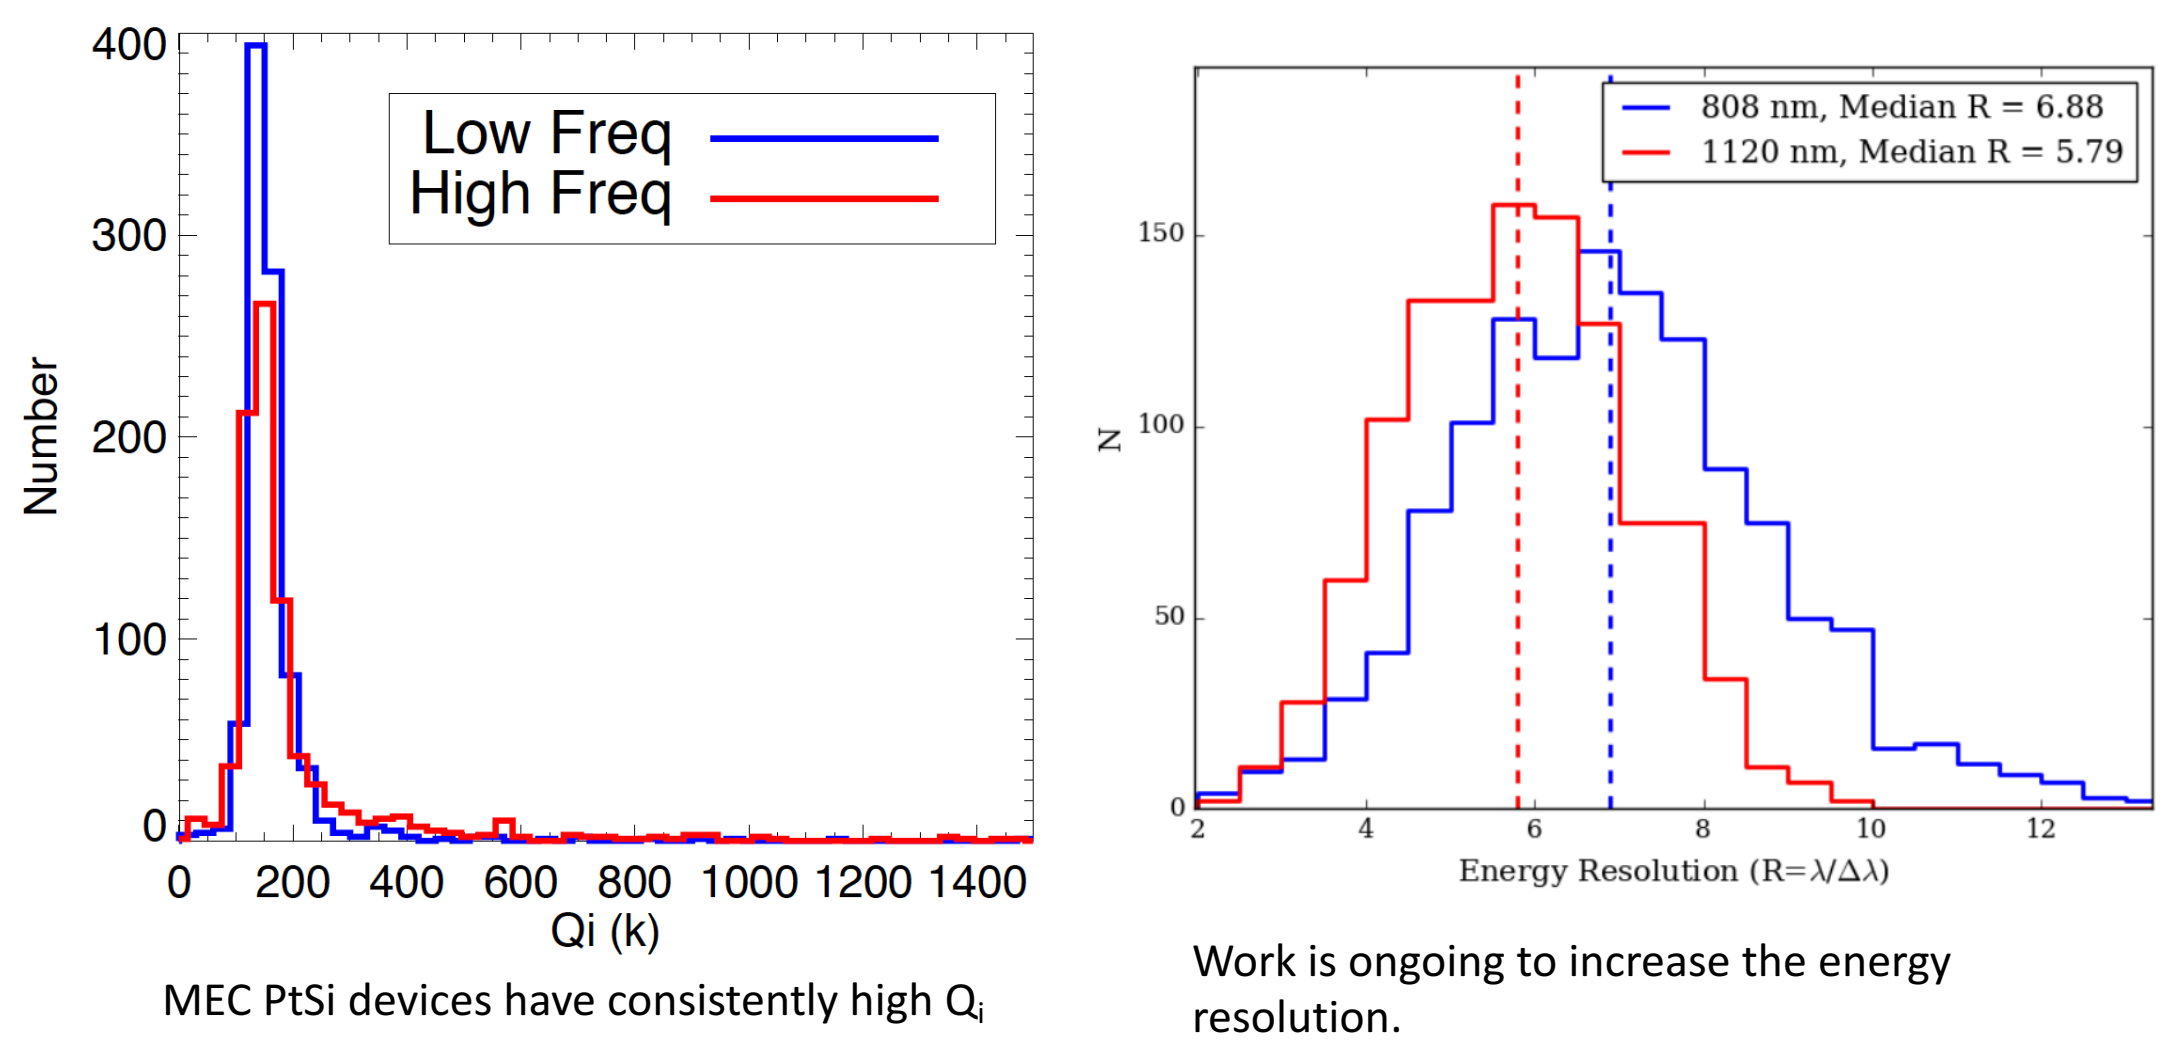 400
300
200
100
0
Number
Low Freq
High Freq
0 200 400 600 800 1000 1200 1400
Qi (k)
MEC PtSi devices have consistently high Qi
808 nm, Median R = 6.88
1120 nm, Median R = 5.79
150
100
50
0
N
2 4 6 8 10 12
Energy Resolution (R=λ/Δλ)
Work is ongoing to increase the energy
resolution.